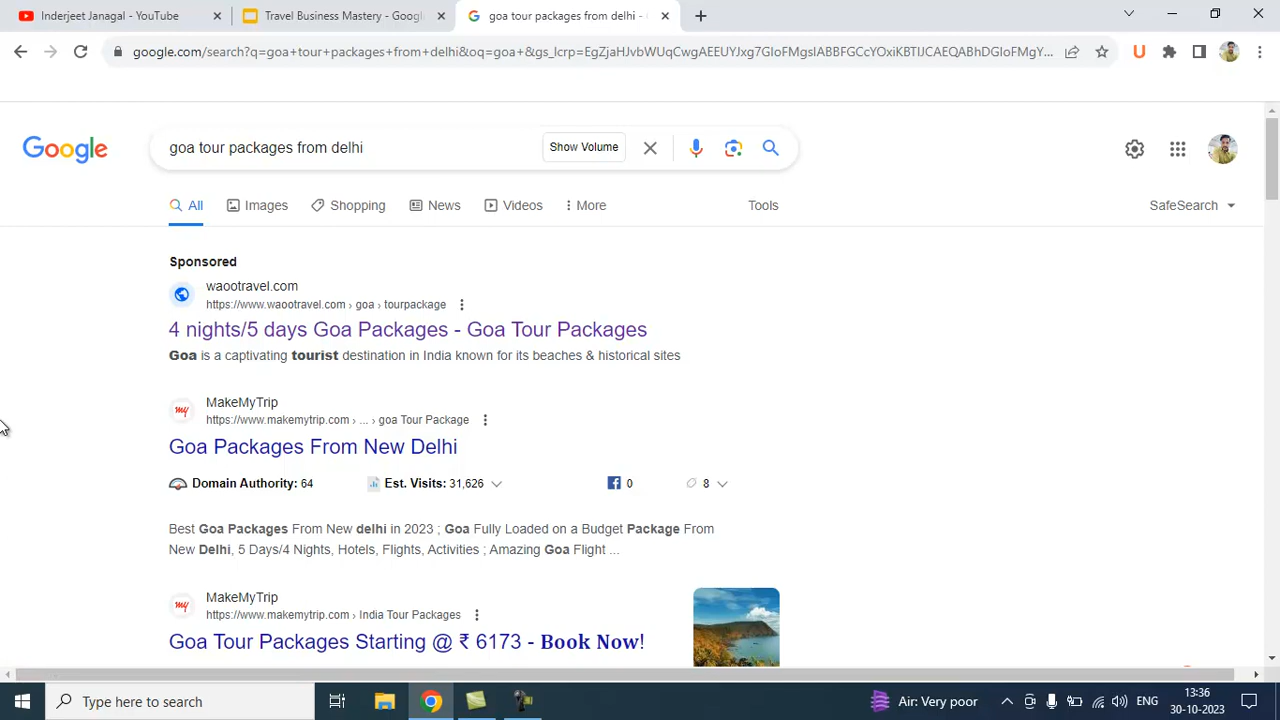 Inderjeet Janagal - YouTube
Travel Business Mastery - Goog
goa tour packages from delhi -
google.com/search?q=goa+tour+packages+from+delhi&oq=goa+&gs_lcrp=EgZjaHJvbWUqCwgAEEUYJxg7GIoFMgsIABBFGCcYOxiKBTIJCAEQABhDGIoFMgY...
U
Google
goa tour packages from delhi
Show Volume
All
Images
Shopping
News
Videos
More
Tools
SafeSearch
Sponsored
waootravel.com
https://www.waootravel.com › goa › tourpackage
4 nights/5 days Goa Packages - Goa Tour Packages
Goa is a captivating tourist destination in India known for its beaches & historical sites
my
MakeMyTrip
https://www.makemytrip.com › ... › goa Tour Package
Goa Packages From New Delhi
Domain Authority: 64
Est. Visits: 31,626
0
8
Best Goa Packages From New delhi in 2023 ; Goa Fully Loaded on a Budget Package From
New Delhi, 5 Days/4 Nights, Hotels, Flights, Activities ; Amazing Goa Flight ...
my
MakeMyTrip
https://www.makemytrip.com › India Tour Packages
Goa Tour Packages Starting @ ₹ 6173 - Book Now!
Type here to search
Air: Very poor
ENG
13:36
30-10-2023